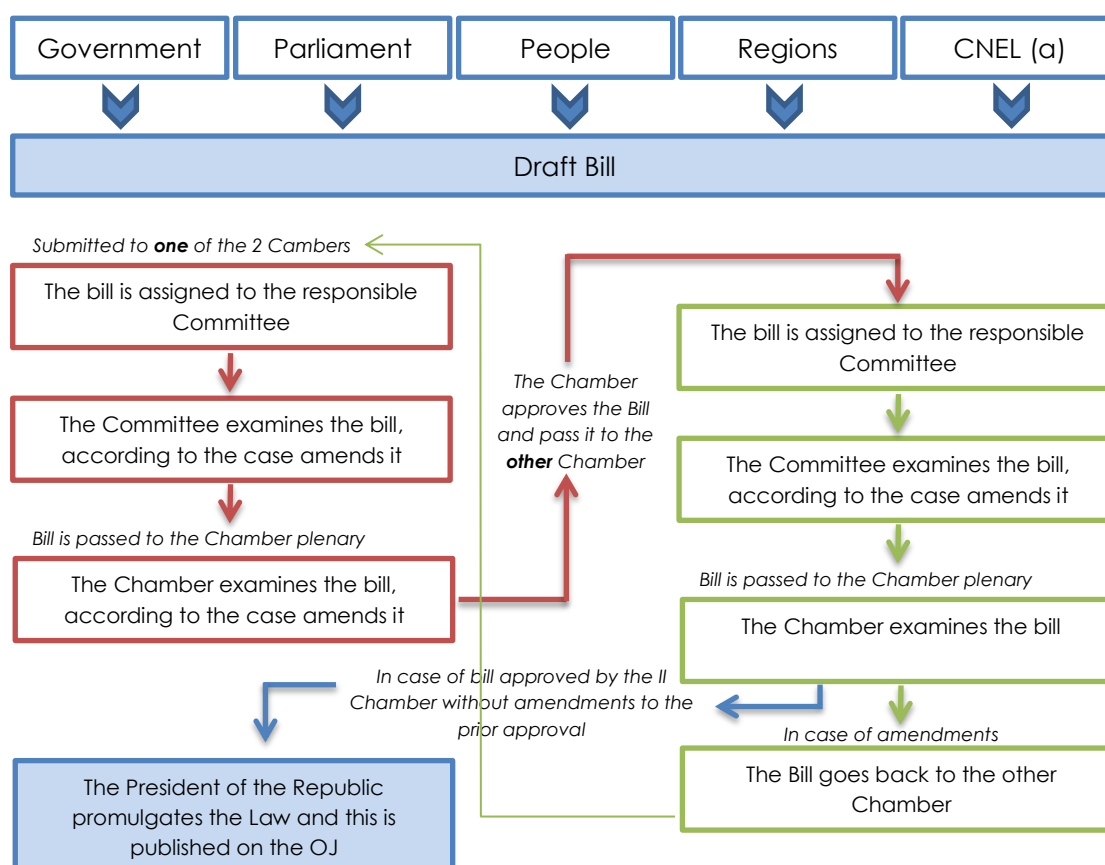 Government
Parliament
People
Regions
CNEL (a)
Draft Bill
Submitted to one of the 2 Cambers
The bill is assigned to the responsible
Committee
The Committee examines the bill,
according to the case amends it
Bill is passed to the Chamber plenary
The Chamber examines the bill,
according to the case amends it
The Chamber
approves the Bill
and pass it to the
other Chamber
The bill is assigned to the responsible
Committee
The Committee examines the bill,
according to the case amends it
Bill is passed to the Chamber plenary
The Chamber examines the bill
In case of bill approved by the II
Chamber without amendments to the
prior approval
In case of amendments
The Bill goes back to the other
Chamber
The President of the Republic
promulgates the Law and this is
published on the OJ